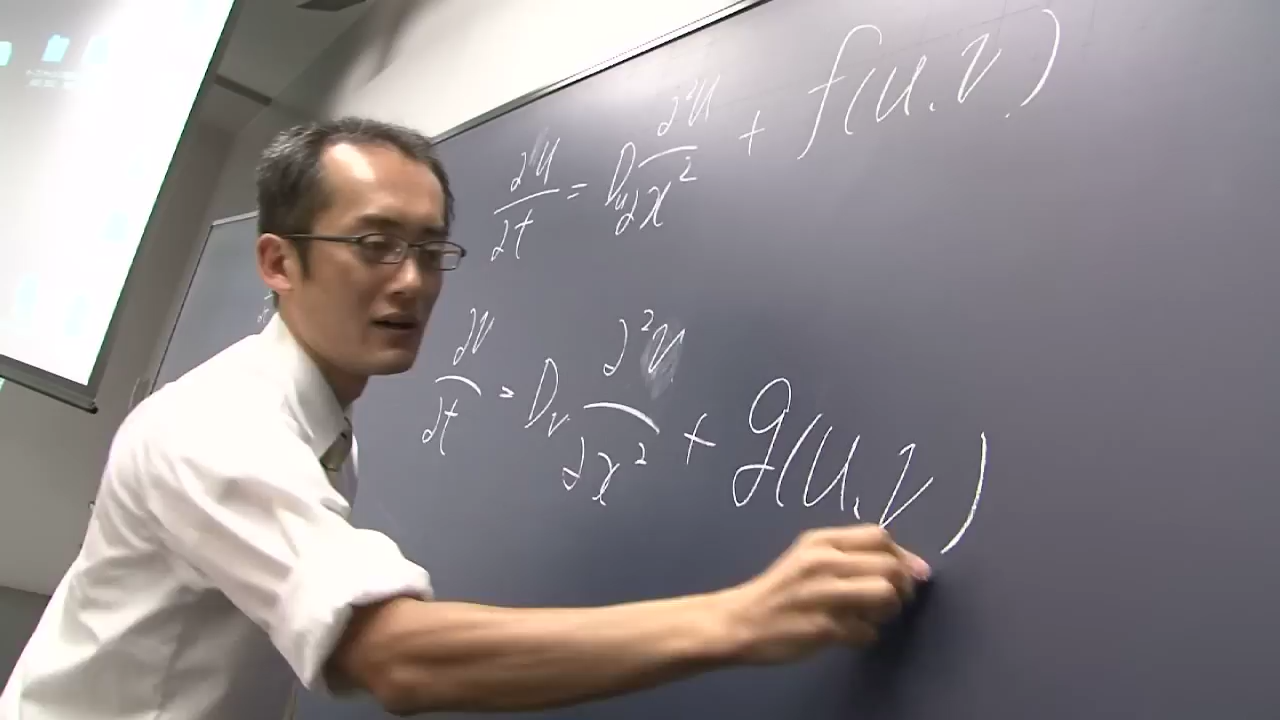 ∂u/∂t = Dᵤ ∂²u/∂x² + f(u, v)
∂v/∂t = Dᵥ ∂²v/∂x² + g(u, v)